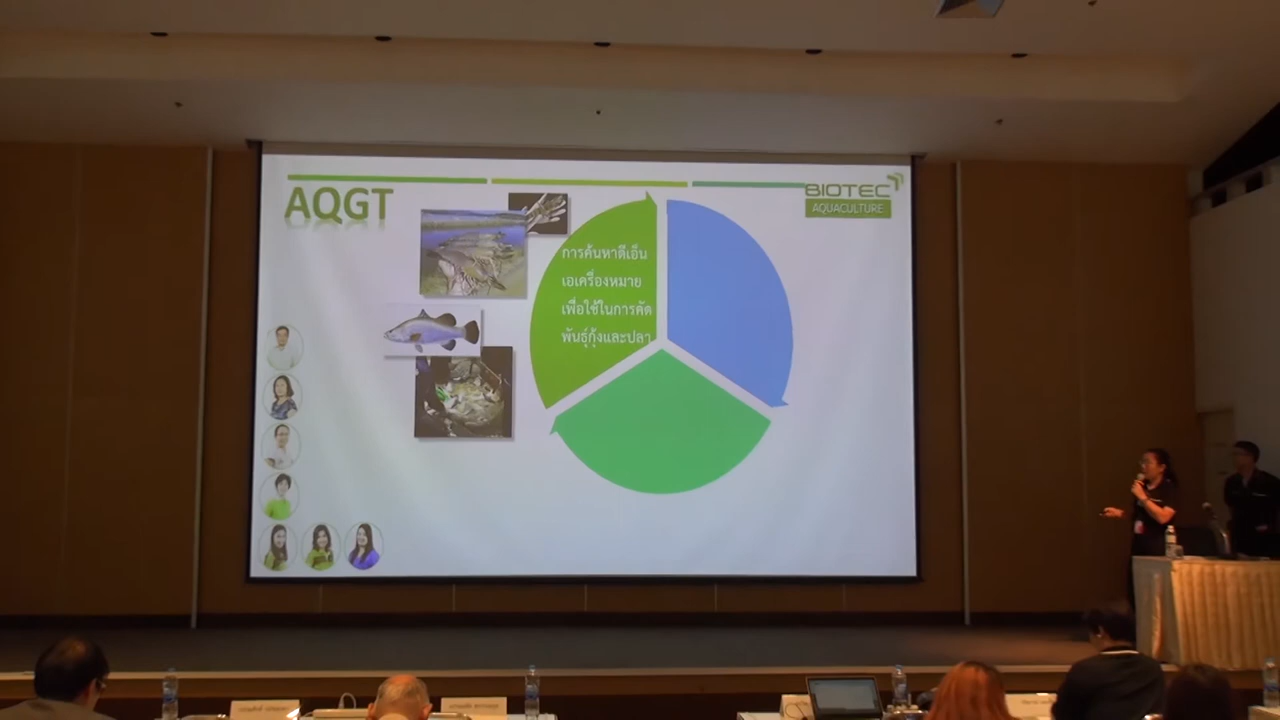 AQGT
BIOTEC
AQUACULTURE
การค้นหาดีเอ็น
เอเครื่องหมาย
เพื่อใช้ในการคัด
พันธุ์กุ้งและปลา